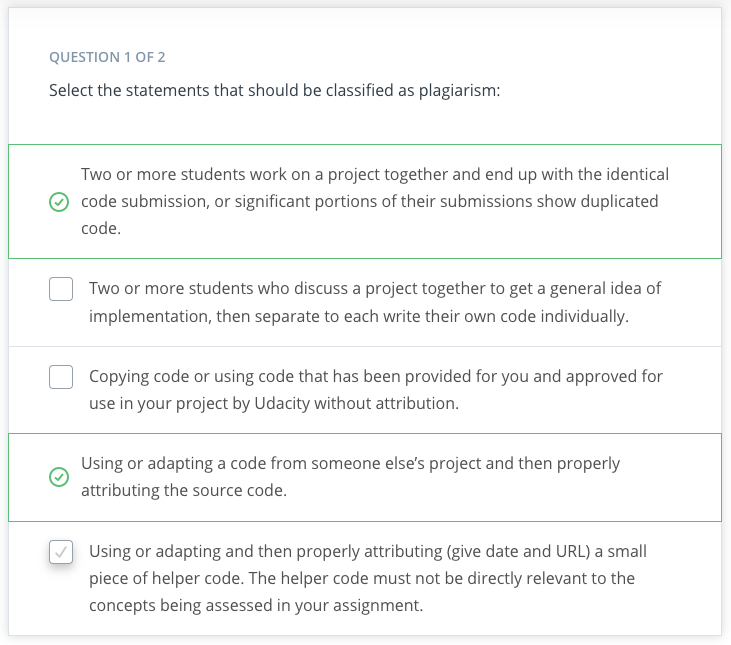 QUESTION 1 OF 2
Select the statements that should be classified as plagiarism:
Two or more students work on a project together and end up with the identical
code submission, or significant portions of their submissions show duplicated
code.
Two or more students who discuss a project together to get a general idea of
implementation, then separate to each write their own code individually.
Copying code or using code that has been provided for you and approved for
use in your project by Udacity without attribution.
Using or adapting a code from someone else’s project and then properly
attributing the source code.
Using or adapting and then properly attributing (give date and URL) a small
piece of helper code. The helper code must not be directly relevant to the
concepts being assessed in your assignment.